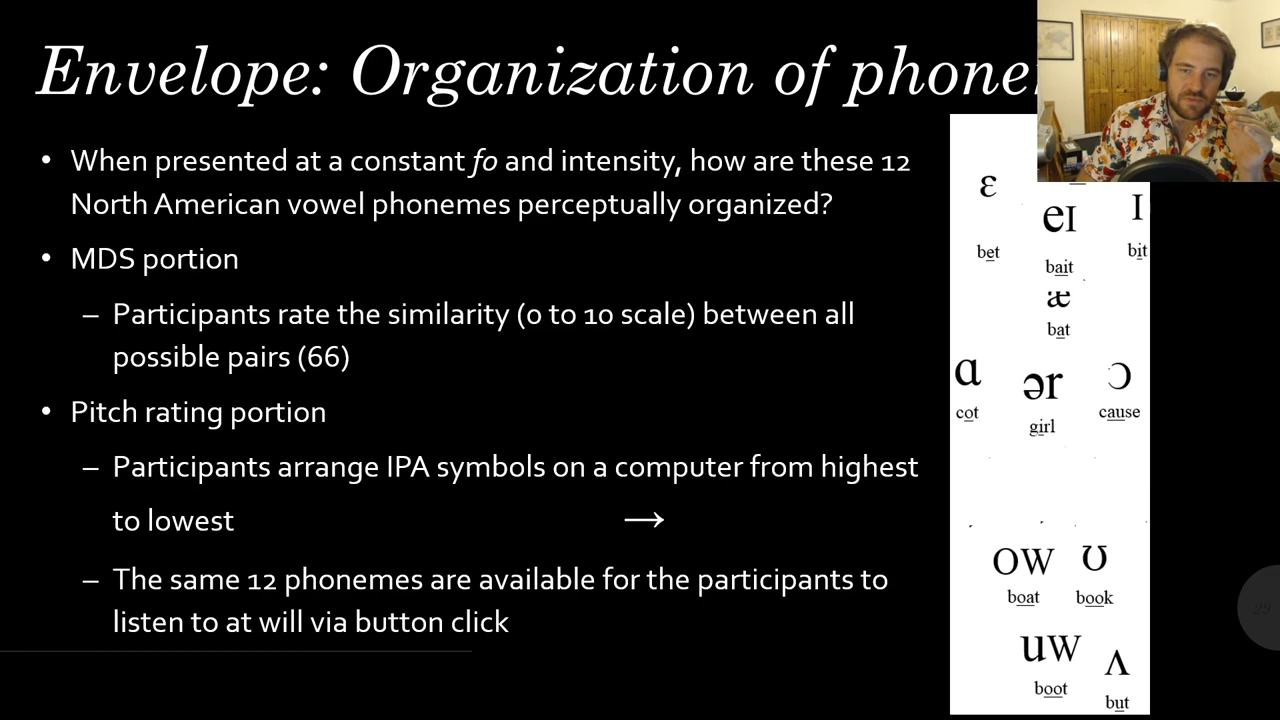 Envelope: Organization of phone
• When presented at a constant fo and intensity, how are these 12
North American vowel phonemes perceptually organized?
• MDS portion
– Participants rate the similarity (0 to 10 scale) between all
possible pairs (66)
• Pitch rating portion
– Participants arrange IPA symbols on a computer from highest
to lowest →
– The same 12 phonemes are available for the participants to
listen to at will via button click
ɛ eɪ ɪ
bet bait bit
æ
bat
ɑ ər ɔ
cot girl cause
ow ʊ
boat book
uw ʌ
boot but
29